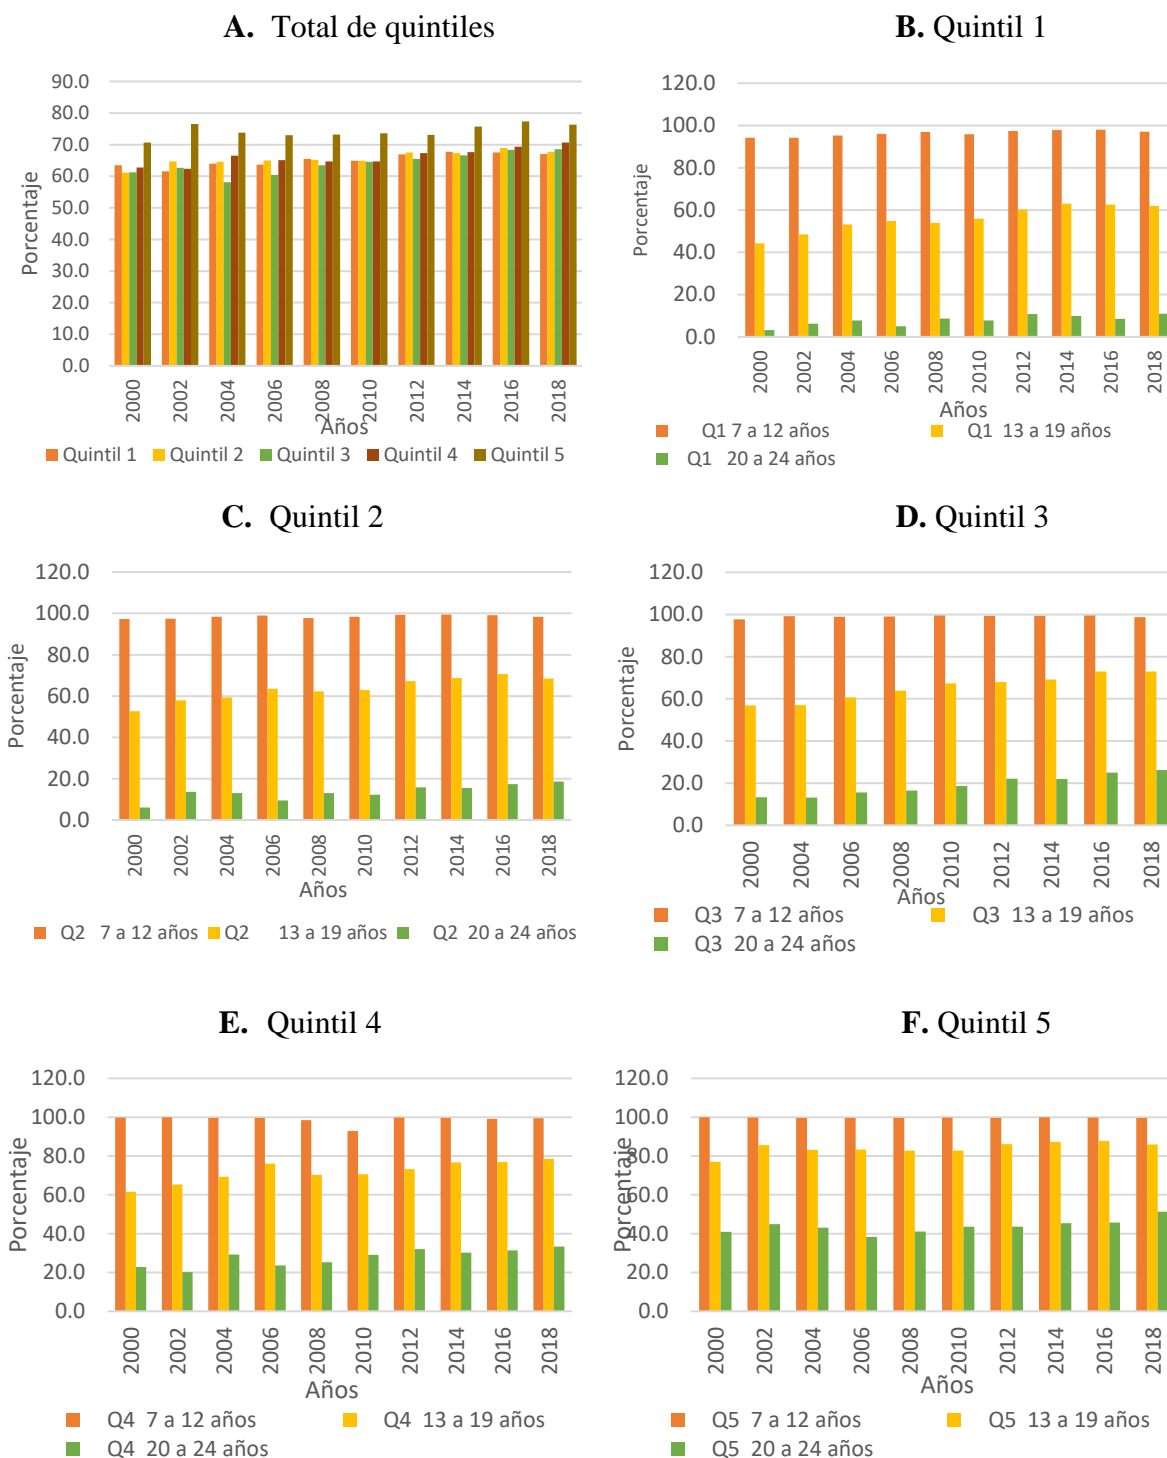 A. Total de quintiles
90.0
80.0
70.0
60.0
50.0
40.0
30.0
20.0
10.0
0.0
Porcentaje
2000 2002 2004 2006 2008 2010 2012 2014 2016 2018
Años
Quintil 1 Quintil 2 Quintil 3 Quintil 4 Quintil 5
B. Quintil 1
120.0
100.0
80.0
60.0
40.0
20.0
0.0
Porcentaje
2000 2002 2004 2006 2008 2010 2012 2014 2016 2018
Años
Q1 7 a 12 años Q1 13 a 19 años
Q1 20 a 24 años
C. Quintil 2
120.0
100.0
80.0
60.0
40.0
20.0
0.0
Porcentaje
2000 2002 2004 2006 2008 2010 2012 2014 2016 2018
Años
Q2 7 a 12 años Q2 13 a 19 años Q2 20 a 24 años
D. Quintil 3
120.0
100.0
80.0
60.0
40.0
20.0
0.0
Porcentaje
2000 2004 2006 2008 2010 2012 2014 2016 2018
Años
Q3 7 a 12 años Q3 13 a 19 años
Q3 20 a 24 años
E. Quintil 4
120.0
100.0
80.0
60.0
40.0
20.0
0.0
Porcentaje
2000 2002 2004 2006 2008 2010 2012 2014 2016 2018
Años
Q4 7 a 12 años Q4 13 a 19 años
Q4 20 a 24 años
F. Quintil 5
120.0
100.0
80.0
60.0
40.0
20.0
0.0
Porcentaje
2000 2002 2004 2006 2008 2010 2012 2014 2016 2018
Años
Q5 7 a 12 años Q5 13 a 19 años
Q5 20 a 24 años